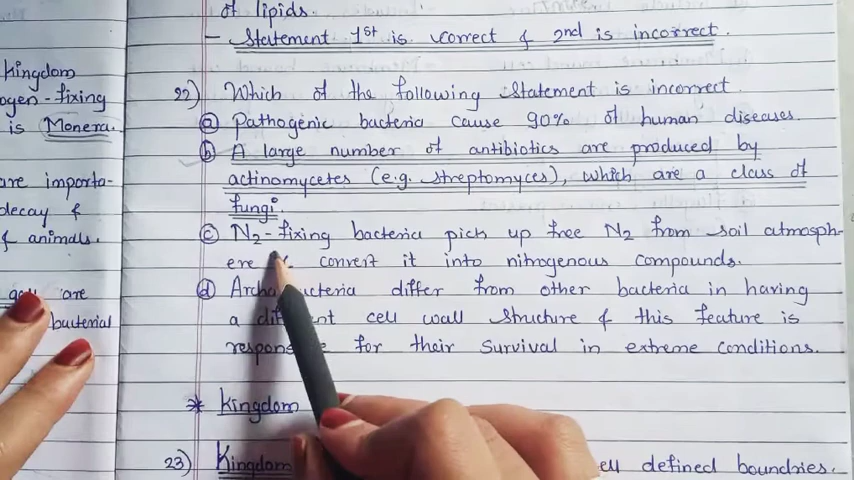 of lipids.
- Statement 1st is correct & 2nd is incorrect.
Kingdom
ogen-fixing
is Monera.
are importa-
decay &
& animals.
are
bacterial
22) Which of the following statement is incorrect
a Pathogenic bacteria cause 90% of human diseases.
b A large number of antibiotics are produced by
actinomycetes (e.g. streptomyces), which are a class of
fungi.
c N2-fixing bacteria pick up free N2 from soil atmosph-
ere & convert it into nitrogenous compounds.
d Archaebacteria differ from other bacteria in having
a different cell wall structure & this feature is
for their survival in extreme conditions.
* Kingdom
23) Kingdom
ell defined boundries.